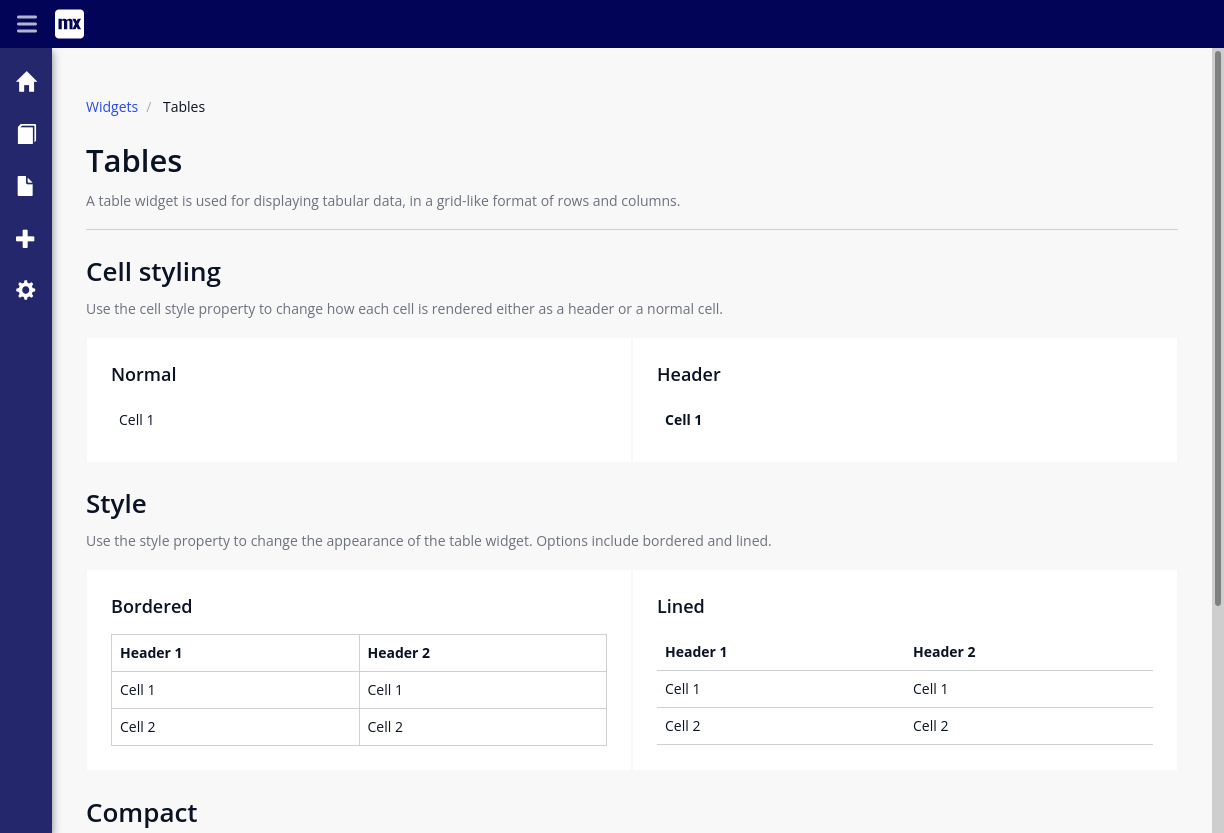 mx
Widgets / Tables
Tables
A table widget is used for displaying tabular data, in a grid-like format of rows and columns.
Cell styling
Use the cell style property to change how each cell is rendered either as a header or a normal cell.
Normal
Cell 1
Header
Cell 1
Style
Use the style property to change the appearance of the table widget. Options include bordered and lined.
Bordered
Header 1 Header 2
Cell 1 Cell 1
Cell 2 Cell 2
Lined
Header 1 Header 2
Cell 1 Cell 1
Cell 2 Cell 2
Compact